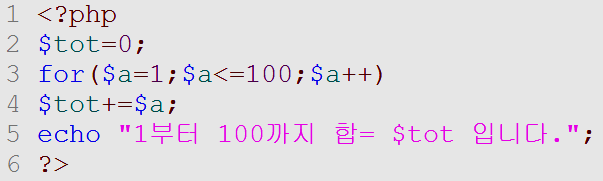 1 <?php
2 $tot=0;
3 for($a=1;$a<=100;$a++)
4 $tot+=$a;
5 echo "1부터 100까지 합= $tot 입니다.";
6 ?>